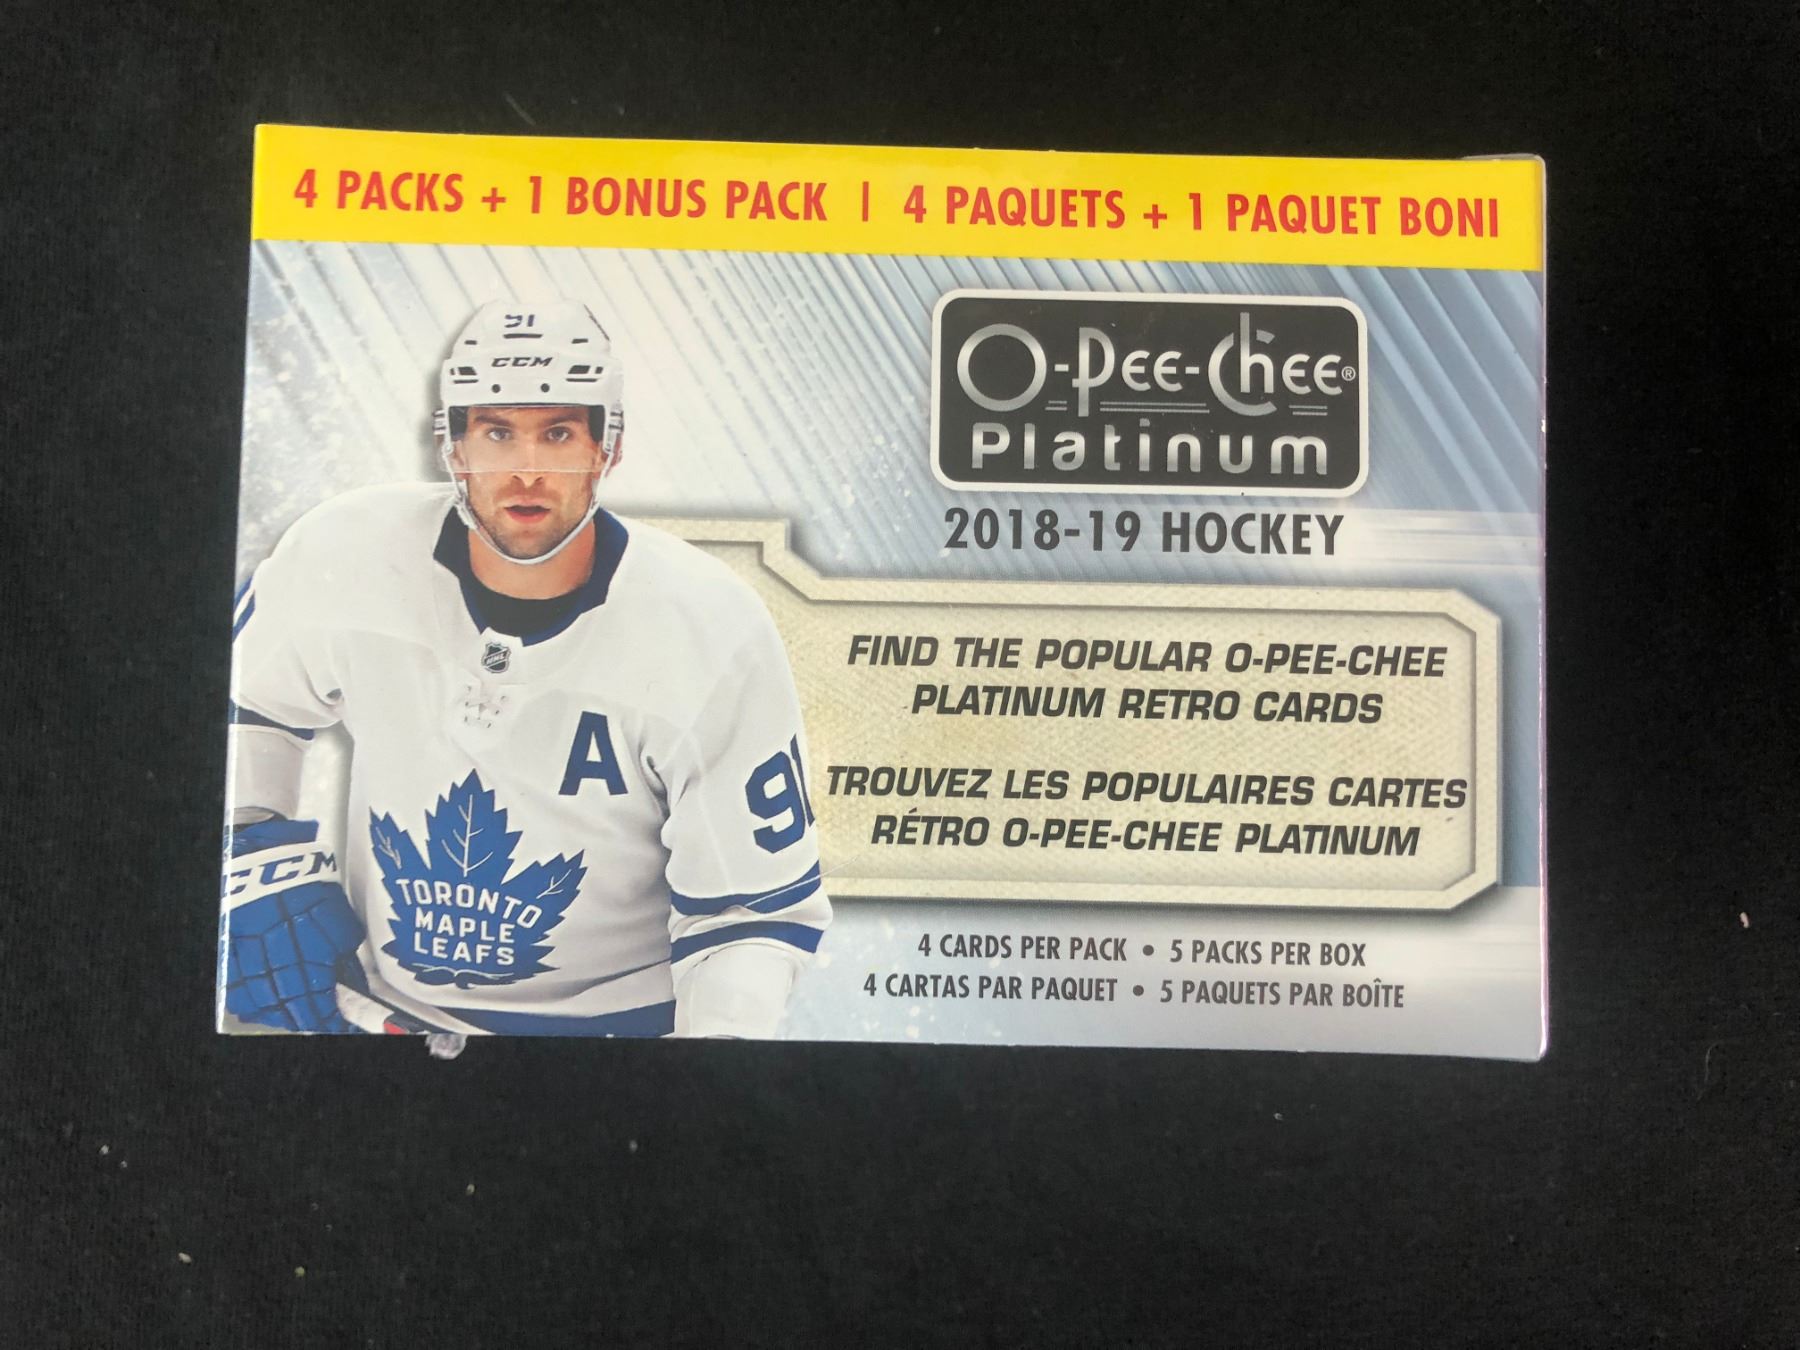 4 PACKS + 1 BONUS PACK | 4 PAQUETS + 1 PAQUET BONI
O-Pee-Chee®
Platinum
2018-19 HOCKEY
FIND THE POPULAR O-PEE-CHEE
PLATINUM RETRO CARDS
TROUVEZ LES POPULAIRES CARTES
RÉTRO O-PEE-CHEE PLATINUM
4 CARDS PER PACK • 5 PACKS PER BOX
4 CARTAS PAR PAQUET • 5 PAQUETS PAR BOÎTE
91
CCM
NHL
A
91
TORONTO
MAPLE
LEAFS
CCM